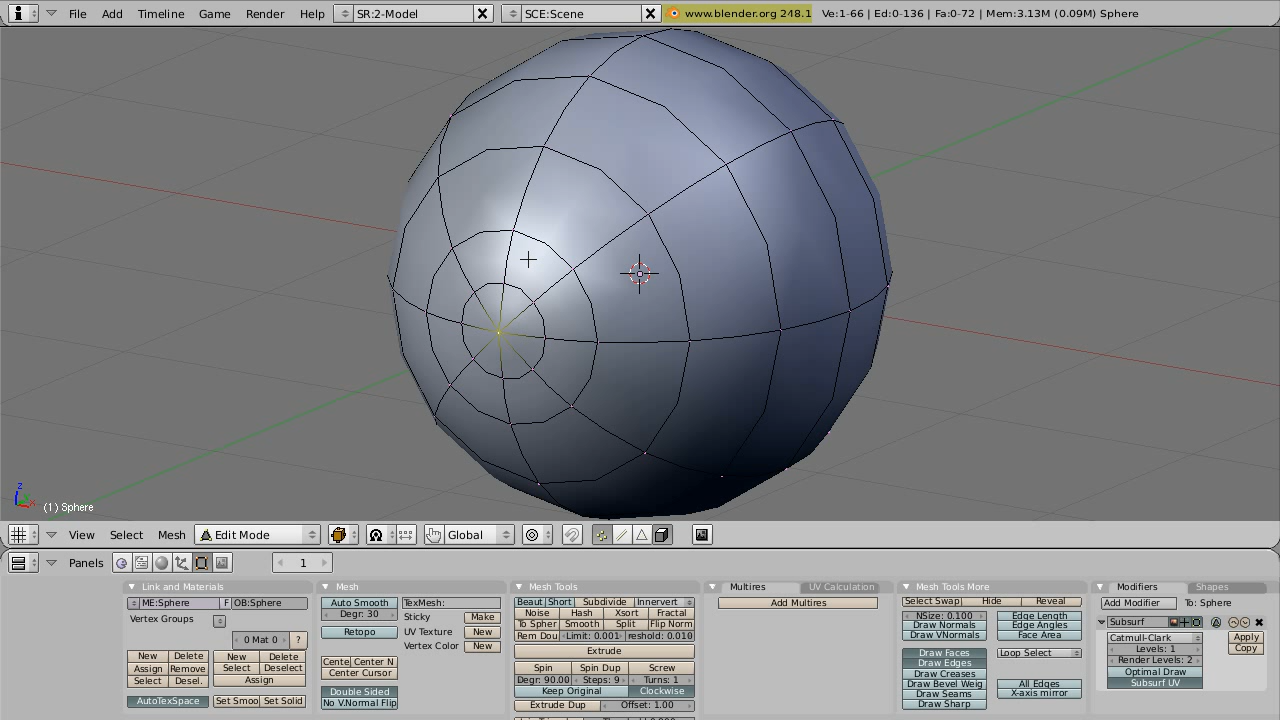 File Add Timeline Game Render Help SR:2-Model SCE:Scene www.blender.org 248.1 Ve:1-66 | Ed:0-136 | Fa:0-72 | Mem:3.13M (0.09M) Sphere
z
x
(1) Sphere
View Select Mesh Edit Mode Global
Panels 1
Link and Materials
ME:Sphere F OB:Sphere
Vertex Groups
0 Mat 0 ?
New Delete New Delete
Assign Remove Select Deselect
Select Desel. Assign
AutoTexSpace Set Smoo Set Solid
Mesh
Auto Smooth TexMesh:
Degr: 30 Sticky Make
Retopo UV Texture New
Vertex Color New
Cente Center N
Center Cursor
Double Sided
No V.Normal Flip
Mesh Tools
Beaut Short Subdivide Innervert
Noise Hash Xsort Fractal
To Spher Smooth Split Flip Norm
Rem Dou Limit: 0.001 reshold: 0.010
Extrude
Spin Spin Dup Screw
Degr: 90.00 Steps: 9 Turns: 1
Keep Original Clockwise
Extrude Dup Offset: 1.00
Multires UV Calculation
Add Multires
Mesh Tools More
Select Swap Hide Reveal
NSize: 0.100 Edge Length
Draw Normals Edge Angles
Draw VNormals Face Area
Draw Faces Loop Select
Draw Edges
Draw Creases
Draw Bevel Weig All Edges
Draw Seams X-axis mirror
Draw Sharp
Modifiers Shapes
Add Modifier To: Sphere
Subsurf
Catmull-Clark Apply
Levels: 1 Copy
Render Levels: 2
Optimal Draw
Subsurf UV